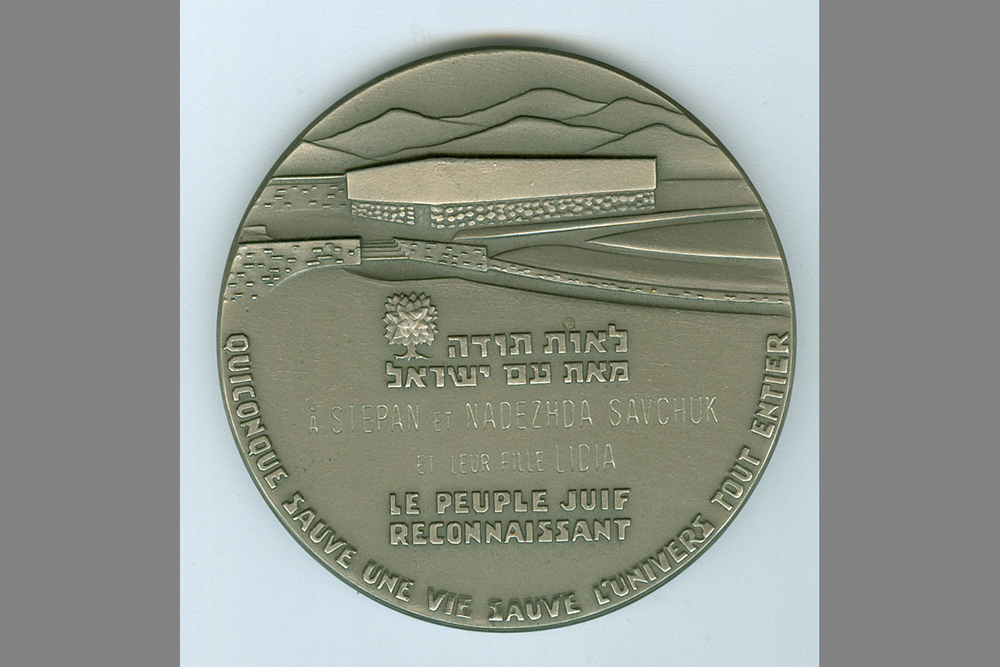 לאות תודה
מאת עם ישראל
À STEPAN ET NADEZHDA SAVCHUK
ET LEUR FILLE LIDIA
LE PEUPLE JUIF
RECONNAISSANT
QUICONQUE SAUVE UNE VIE SAUVE L'UNIVERS TOUT ENTIER